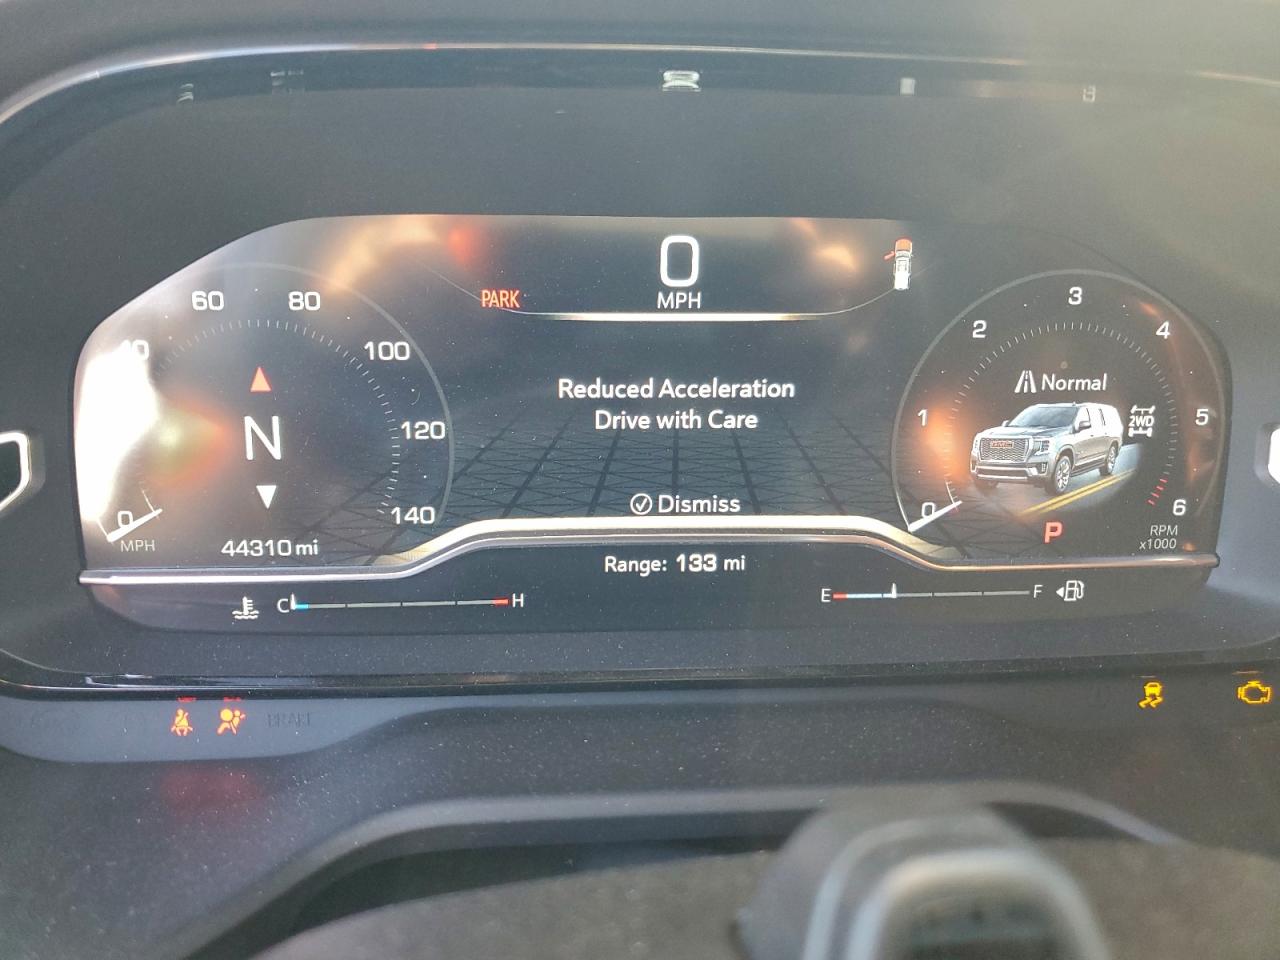 0
MPH
PARK
60
80
40
100
120
140
0
MPH
N
44310 mi
Reduced Acceleration
Drive with Care
Dismiss
Range: 133 mi
C
H
E
F
0
1
2
3
4
5
6
RPM
x1000
Normal
2WD
P
BRAKE